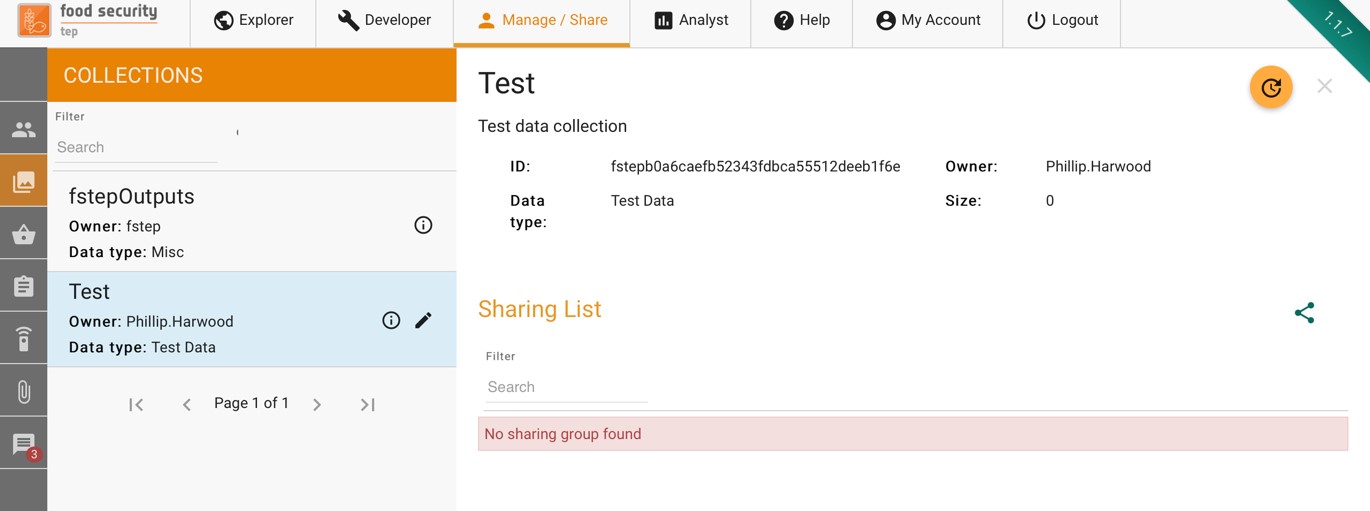 food security
tep
Explorer
Developer
Manage / Share
Analyst
Help
My Account
Logout
1.1.7
COLLECTIONS
Filter
Search
fstepOutputs
Owner: fstep
Data type: Misc
Test
Owner: Phillip.Harwood
Data type: Test Data
Page 1 of 1
3
Test
Test data collection
ID: fstepb0a6caefb52343fdbca55512deeb1f6e Owner: Phillip.Harwood
Data type: Test Data Size: 0
Sharing List
Filter
Search
No sharing group found